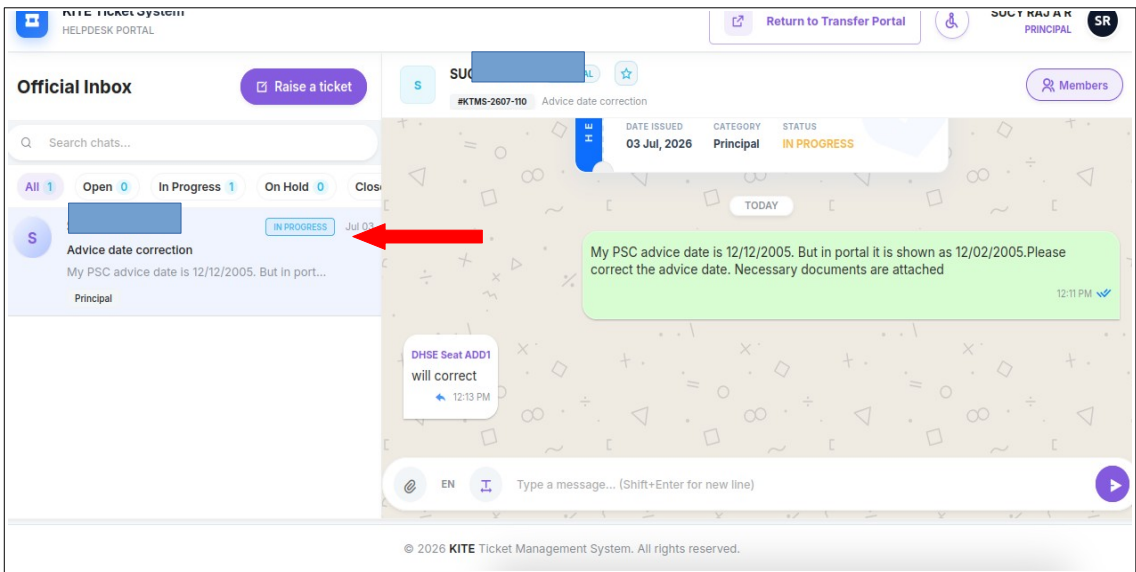 KITE Ticket System
HELPDESK PORTAL
Return to Transfer Portal
SUCY RAJ A R
PRINCIPAL
SR
Official Inbox
Raise a ticket
S
SUC
AL
#KTMS-2607-110 Advice date correction
Members
Search chats...
All 1 Open 0 In Progress 1 On Hold 0 Close
H E
DATE ISSUED CATEGORY STATUS
03 Jul, 2026 Principal IN PROGRESS
S
IN PROGRESS Jul 03
Advice date correction
My PSC advice date is 12/12/2005. But in port...
Principal
TODAY
My PSC advice date is 12/12/2005. But in portal it is shown as 12/02/2005.Please
correct the advice date. Necessary documents are attached
12:11 PM
DHSE Seat ADD1
will correct
12:13 PM
EN Type a message... (Shift+Enter for new line)
© 2026 KITE Ticket Management System. All rights reserved.